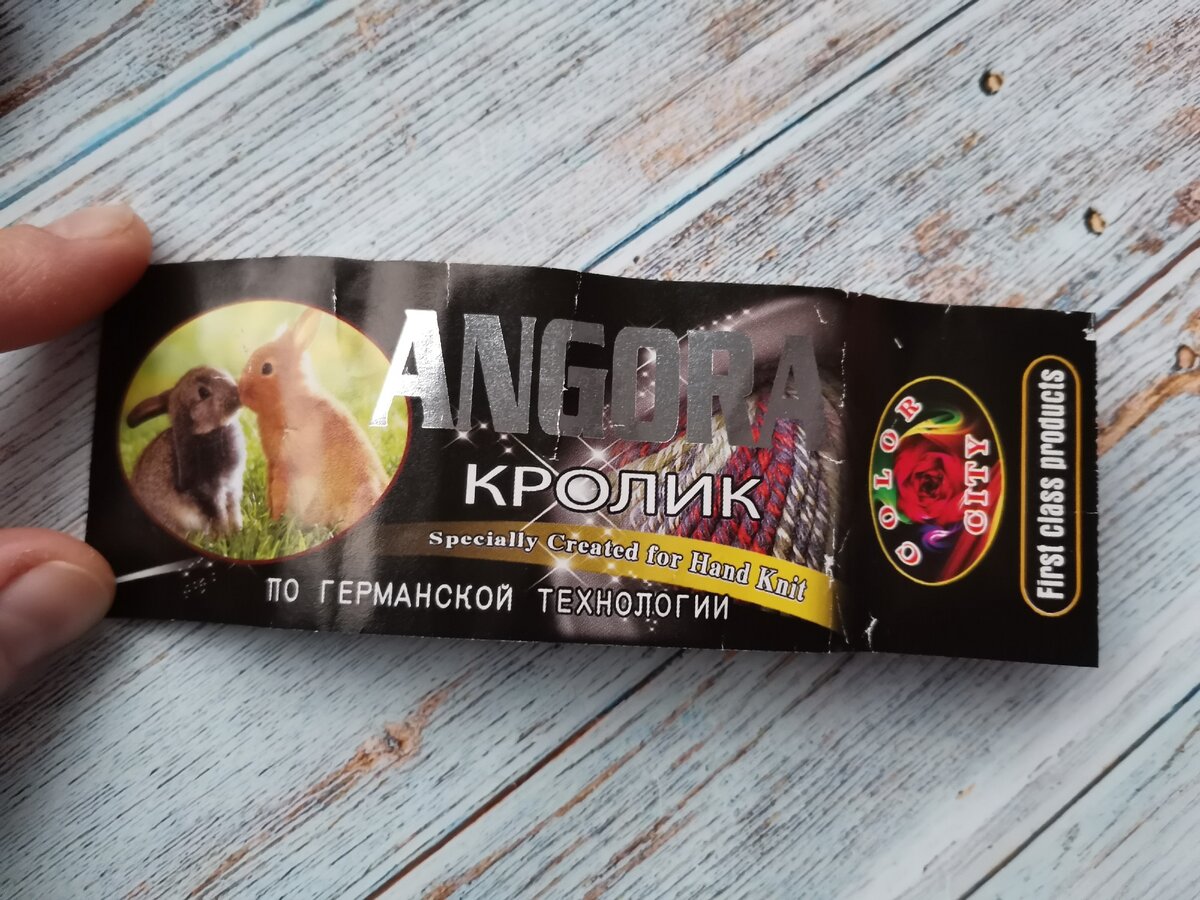 ANGORA
КРОЛИК
Specially Created for Hand Knit
ПО ГЕРМАНСКОЙ ТЕХНОЛОГИИ
COLOR
CITY
First class products